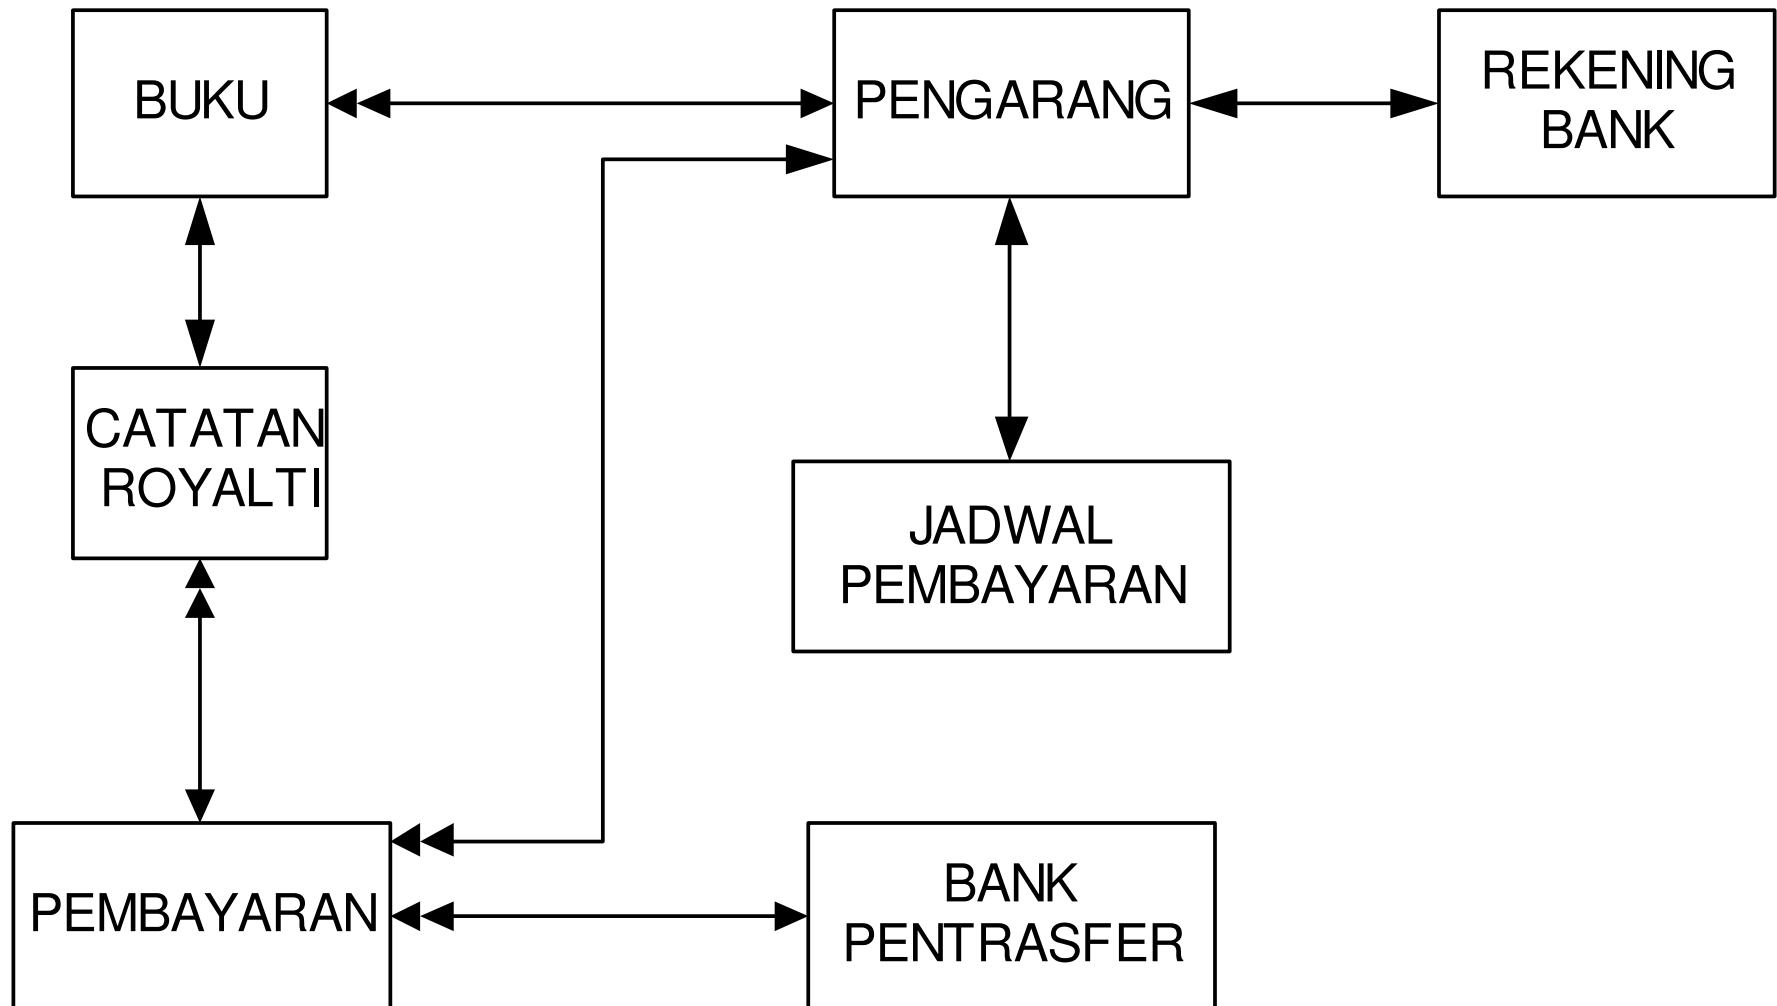 BUKU
PENGARANG
REKENING
BANK
CATATAN
ROYALTI
JADWAL
PEMBAYARAN
PEMBAYARAN
BANK
PENTRASFER